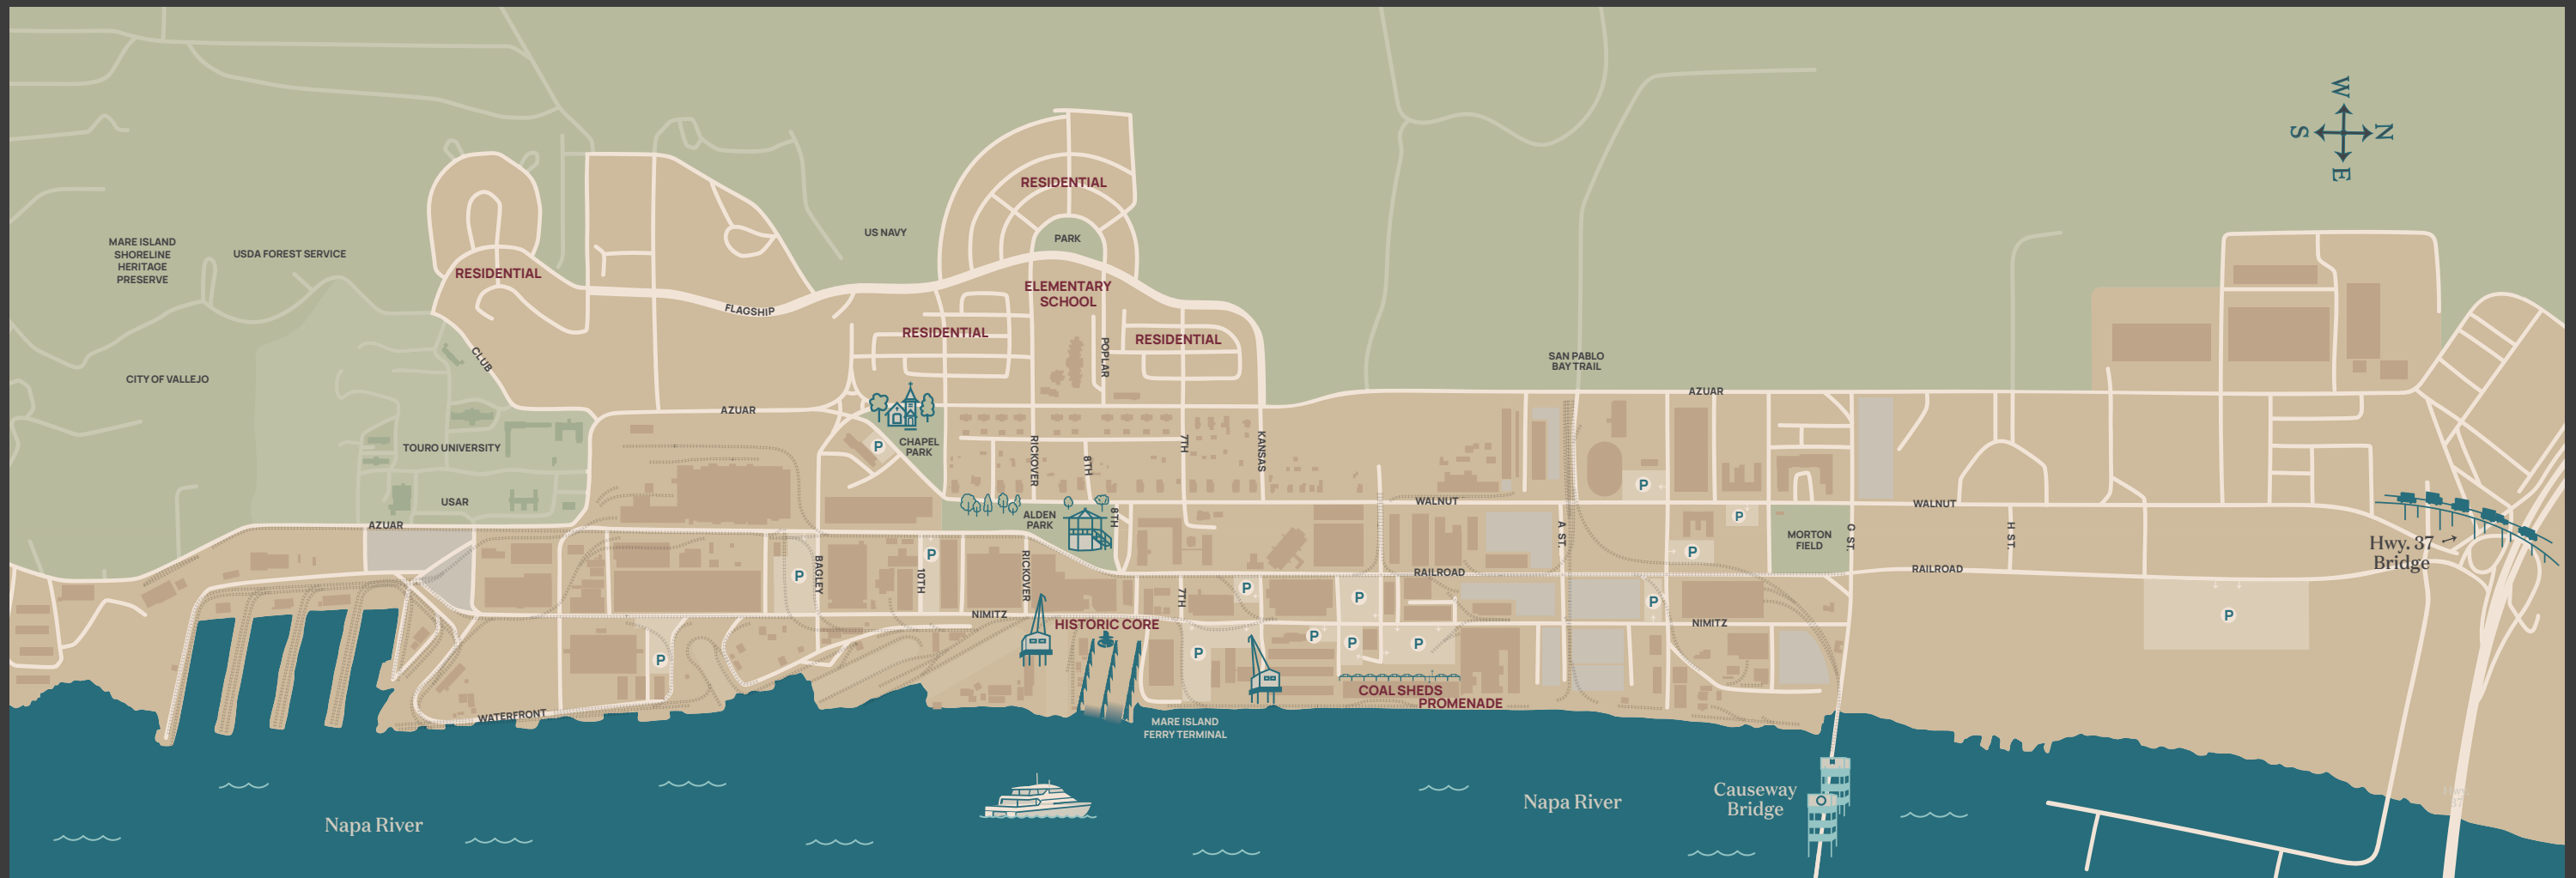 W
S
N
E
RESIDENTIAL
US NAVY
PARK
MARE ISLAND
SHORELINE
HERITAGE
PRESERVE
USDA FOREST SERVICE
RESIDENTIAL
ELEMENTARY
SCHOOL
FLAGSHIP
RESIDENTIAL
RESIDENTIAL
POPLAR
CLUB
SAN PABLO
BAY TRAIL
CITY OF VALLEJO
AZUAR
AZUAR
CHAPEL
PARK
P
TOURO UNIVERSITY
RICKOVER
8TH
7TH
KANSAS
P
USAR
WALNUT
WALNUT
ALDEN
PARK
8TH
P
AZUAR
A ST.
MORTON
FIELD
G ST.
H ST.
Hwy. 37
Bridge
P
P
P
BAGLEY
10TH
RICKOVER
RAILROAD
RAILROAD
7TH
P
P
P
P
NIMITZ
HISTORIC CORE
NIMITZ
P
P
P
P
P
COAL SHEDS
PROMENADE
WATERFRONT
MARE ISLAND
FERRY TERMINAL
Causeway
Bridge
Napa River
Napa River